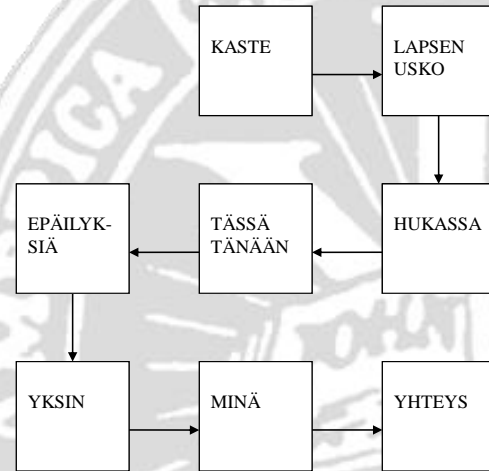 KASTE
LAPSEN
USKO
EPÄILYK-
SIÄ
TÄSSÄ
TÄNÄÄN
HUKASSA
YKSIN
MINÄ
YHTEYS